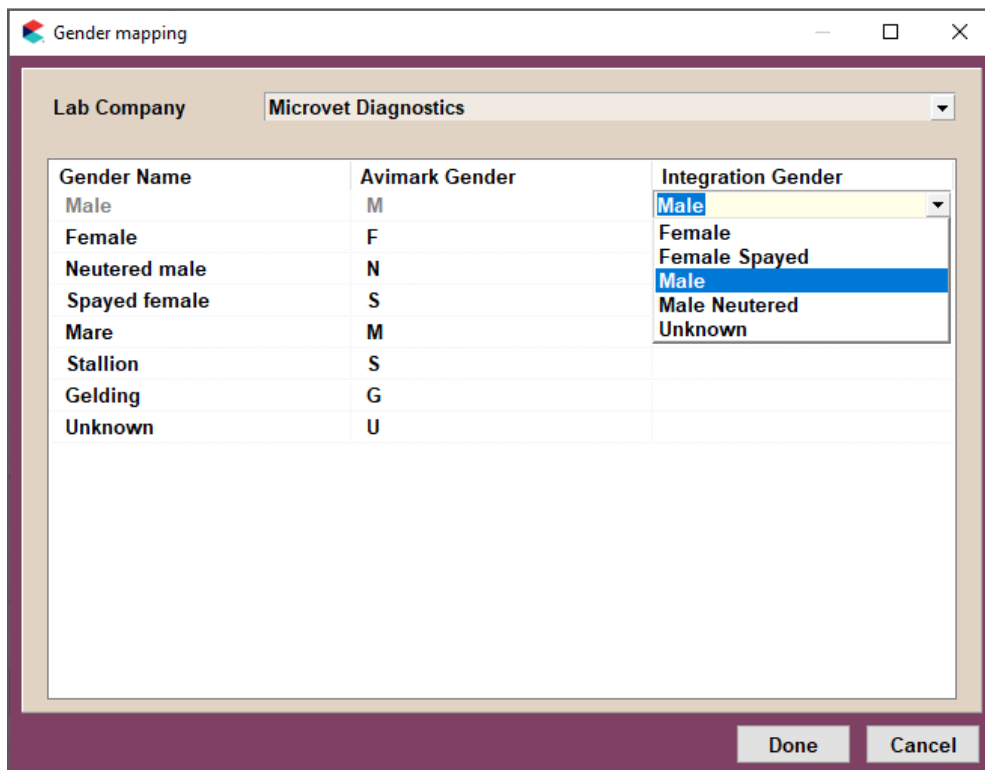 Gender mapping
Lab Company Microvet Diagnostics
Gender Name Avimark Gender Integration Gender
Male M Male
Female F Female
Female Spayed
Neutered male N Male
Spayed female S Male Neutered
Mare M Unknown
Stallion S
Gelding G
Unknown U
Done Cancel